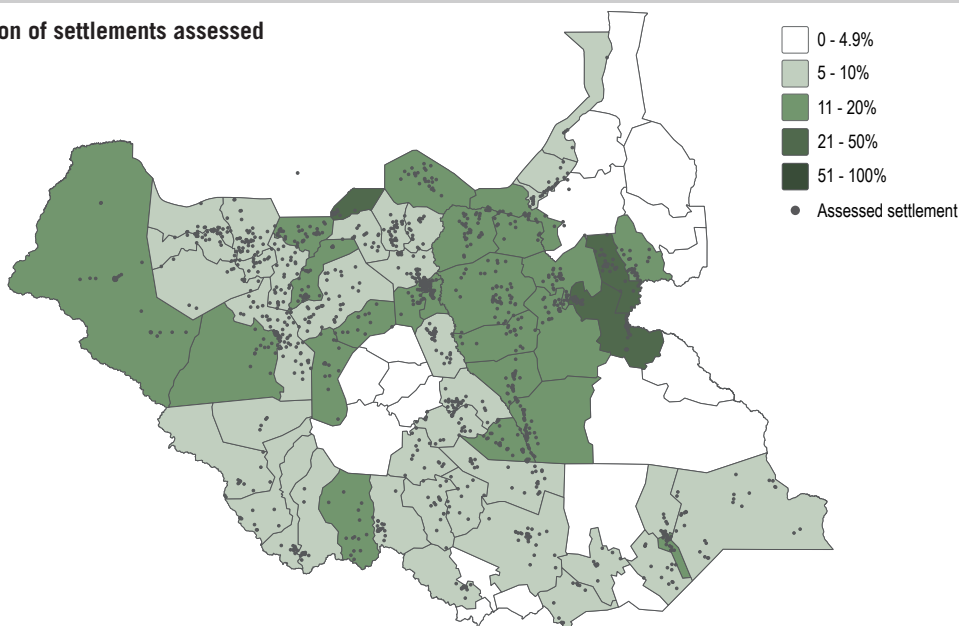 on of settlements assessed
0 - 4.9%
5 - 10%
11 - 20%
21 - 50%
51 - 100%
Assessed settlement